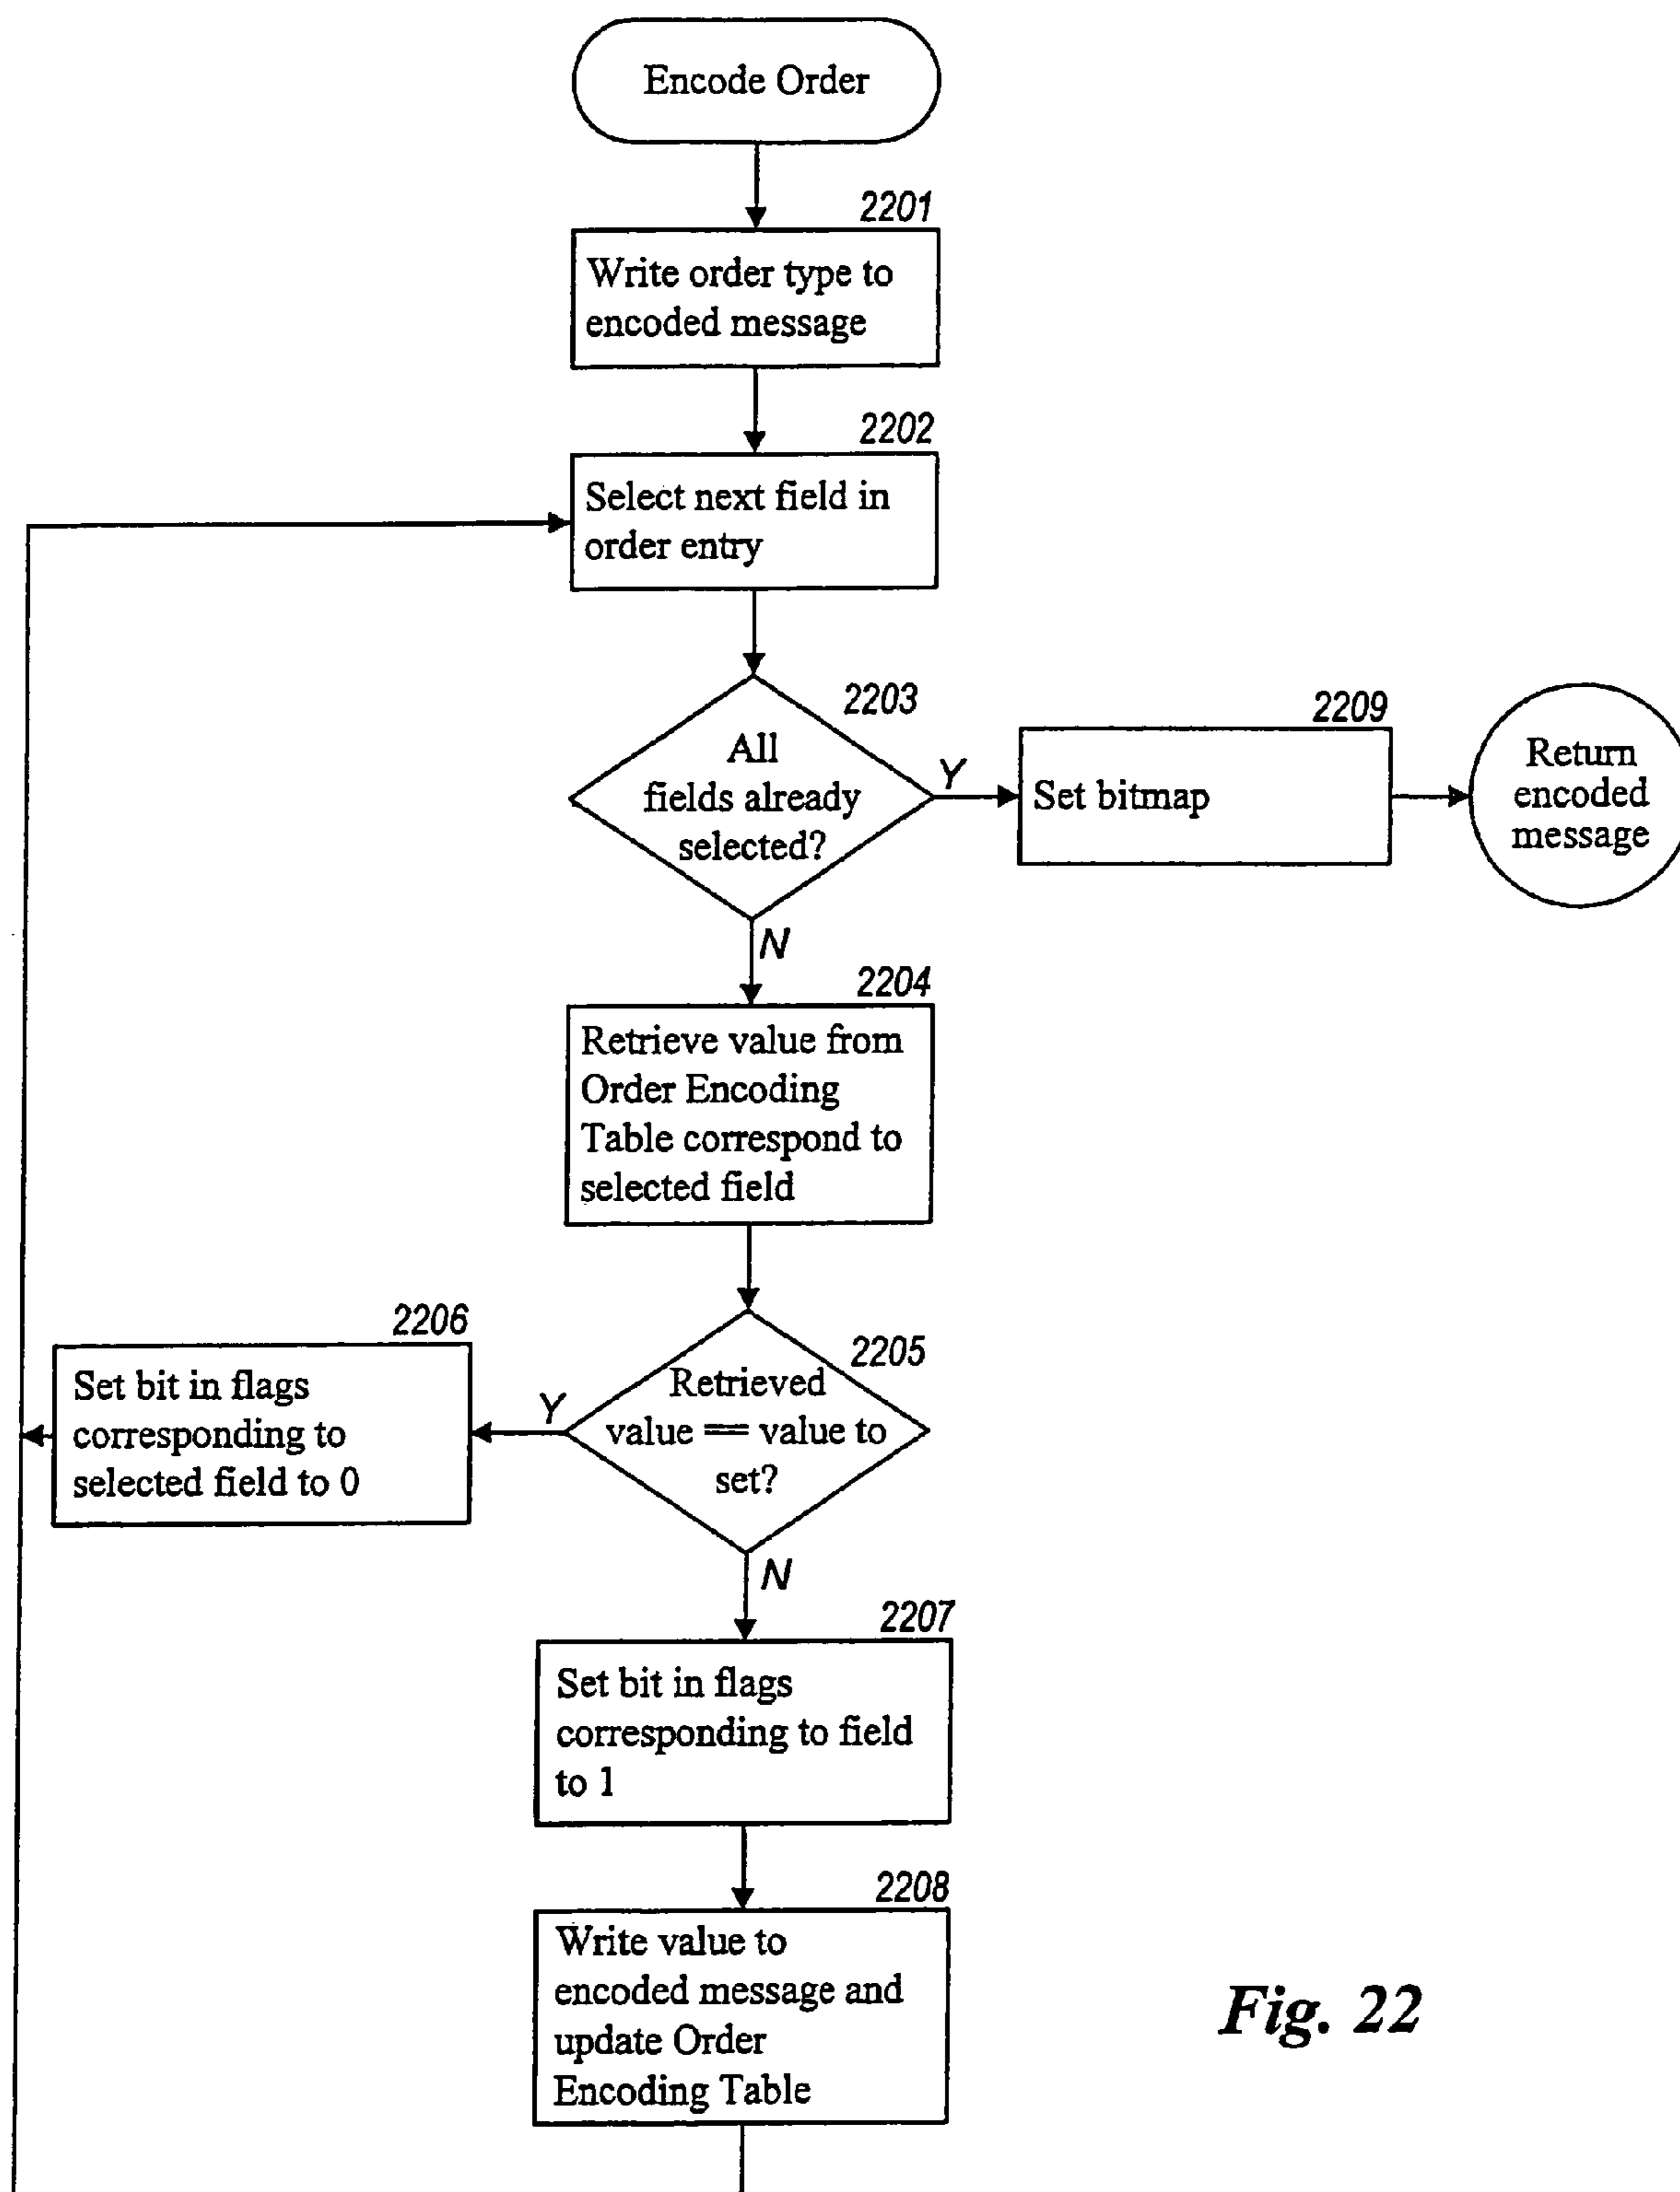 Encode Order
2201
Write order type to
encoded message
2202
Select next field in
order entry
2203
All
fields already
selected?
Y
2209
Set bitmap
Return
encoded
message
N
2204
Retrieve value from
Order Encoding
Table correspond to
selected field
2205
Retrieved
value == value to
set?
Y
2206
Set bit in flags
corresponding to
selected field to 0
N
2207
Set bit in flags
corresponding to field
to 1
2208
Write value to
encoded message and
update Order
Encoding Table
Fig. 22